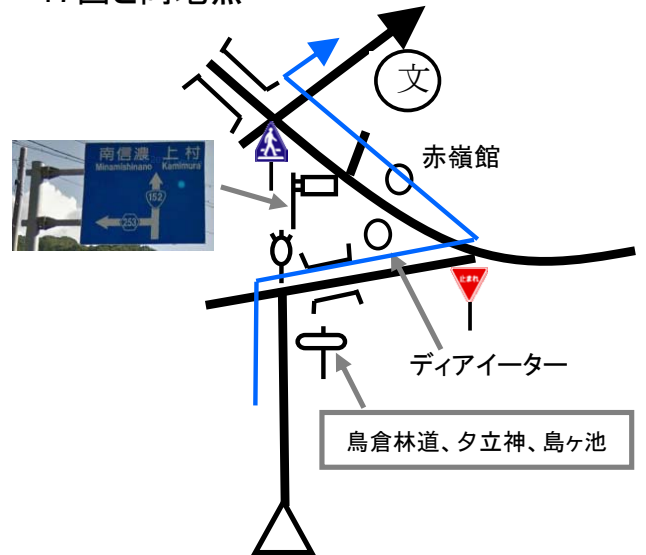 文
赤嶺館
南信濃 上村
Minamishinano Kamimura
152
253
止まれ
ディアイーター
鳥倉林道、夕立神、島ヶ池